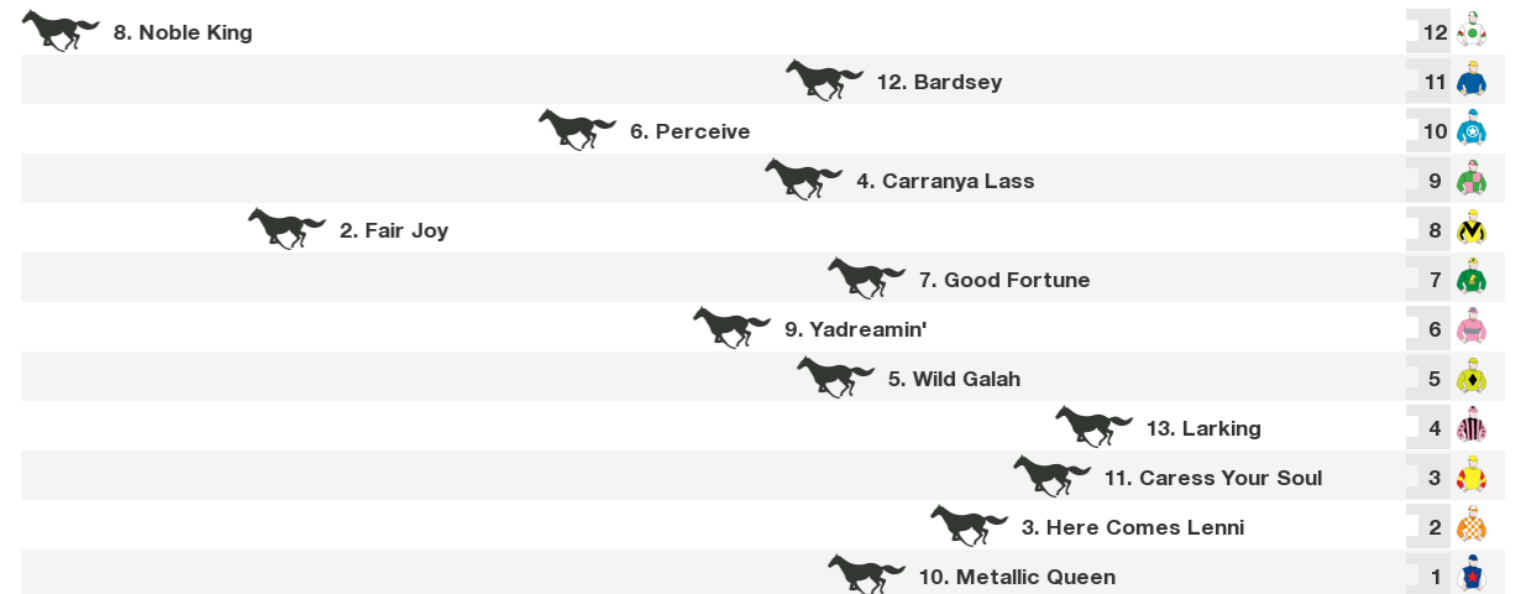 8. Noble King 12
12. Bardsey 11
6. Perceive 10
4. Carranya Lass 9
2. Fair Joy 8
7. Good Fortune 7
9. Yadreamin' 6
5. Wild Galah 5
13. Larking 4
11. Caress Your Soul 3
3. Here Comes Lenni 2
10. Metallic Queen 1